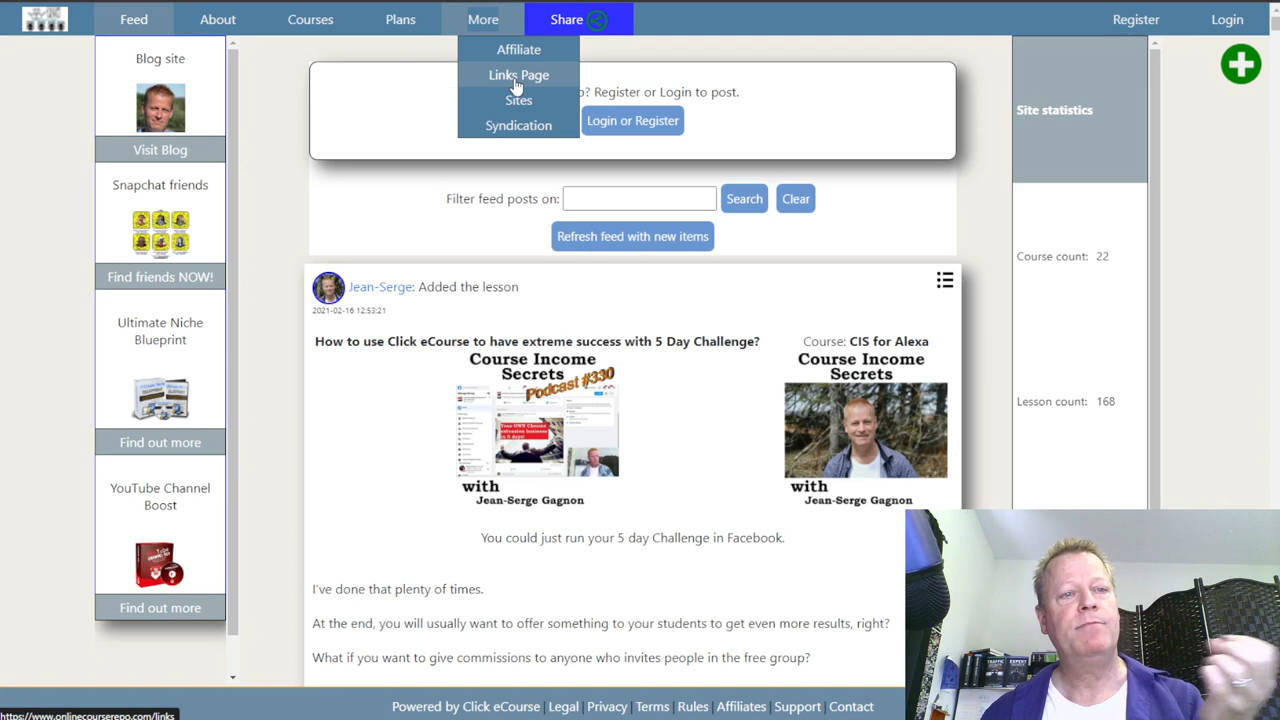 Feed
About
Courses
Plans
More
Share
Register
Login
Affiliate
Links Page
Sites
Syndication
Blog site
Visit Blog
Snapchat friends
Find friends NOW!
Ultimate Niche
Blueprint
Find out more
YouTube Channel
Boost
Find out more
? Register or Login to post.
Login or Register
Filter feed posts on:
Search
Clear
Refresh feed with new items
Jean-Serge: Added the lesson
2021-02-16 12:53:21
How to use Click eCourse to have extreme success with 5 Day Challenge?
Course Income
Secrets
Podcast #330
with
Jean-Serge Gagnon
Course: CIS for Alexa
Course Income
Secrets
with
Jean-Serge Gagnon
You could just run your 5 day Challenge in Facebook.
I've done that plenty of times.
At the end, you will usually want to offer something to your students to get even more results, right?
What if you want to give commissions to anyone who invites people in the free group?
Site statistics
Course count: 22
Lesson count: 168
TRAFFIC
SECRETS
EXPERT
SECRETS
Powered by Click eCourse | Legal | Privacy | Terms | Rules | Affiliates | Support | Contact
https://www.onlinecourserepo.com/links